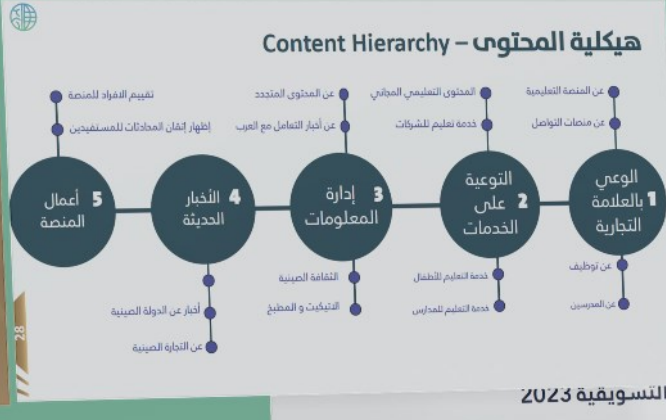 هيكلية المحتوى – Content Hierarchy
عن المنصة التعليمية
عن منصات التواصل
1 الوعي
بالعلامة
التجارية
عن توظيف
عن المدرسين
المحتوى التعليمي المجاني
خدمة تعليم للشركات
2 التوعية
على
الخدمات
خدمة التعليم للأطفال
خدمة التعليم للمدارس
عن المحتوى المتجدد
عن أخبار التعامل مع العرب
3 إدارة
المعلومات
الثقافة الصينية
الاتيكيت و المطبخ
4 الأخبار
الحديثة
أخبار عن الدولة الصينية
عن التجارة الصينية
تقييم الافراد للمنصة
إظهار إتقان المحادثات للمستفيدين
5 أعمال
المنصة
28
التسويقية 2023